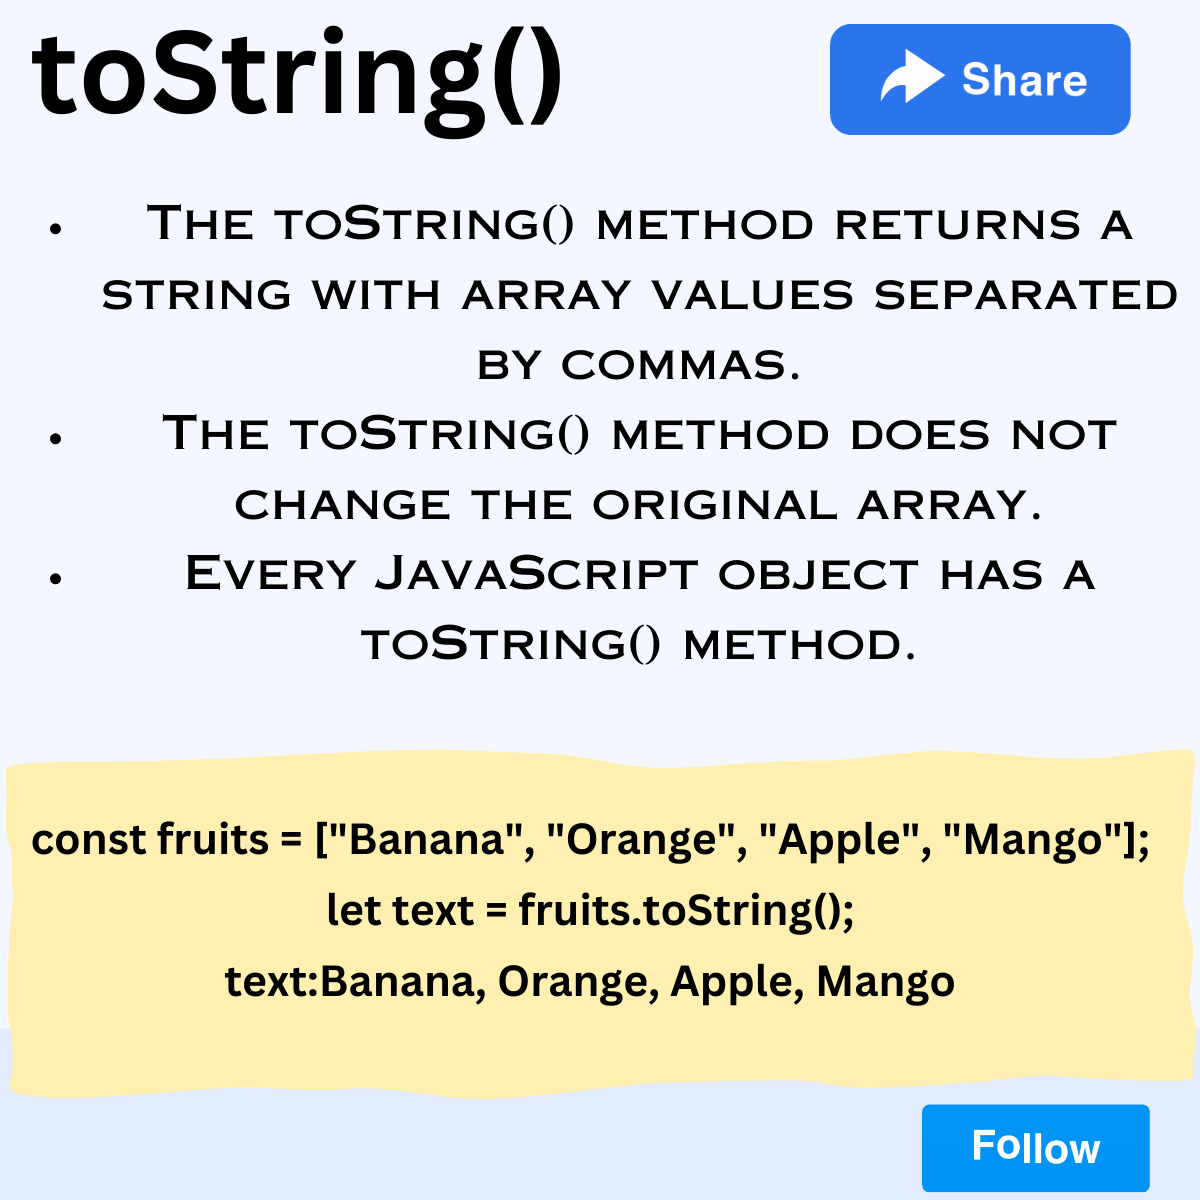 toString()
Share
• The toString() method returns a
string with array values separated
by commas.
• The toString() method does not
change the original array.
• Every JavaScript object has a
toString() method.
const fruits = ["Banana", "Orange", "Apple", "Mango"];
let text = fruits.toString();
text:Banana, Orange, Apple, Mango
Follow